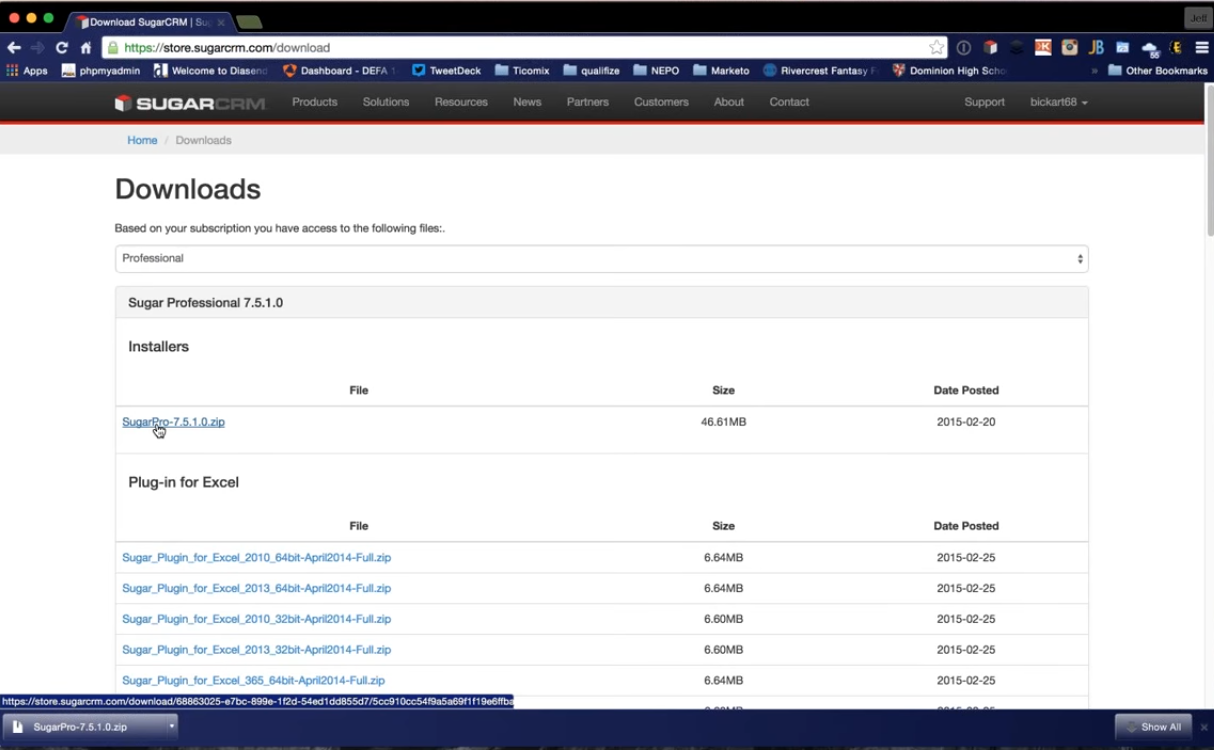 Download SugarCRM | Sug
Jeff
https://store.sugarcrm.com/download
JB
Apps phpmyadmin Welcome to Diasend Dashboard - DEFA TweetDeck Ticomix qualifize NEPO Marketo Rivercrest Fantasy F Dominion High Scho » Other Bookmarks
SUGARCRM Products Solutions Resources News Partners Customers About Contact Support bickart68
Home / Downloads
Downloads
Based on your subscription you have access to the following files:.
Professional
Sugar Professional 7.5.1.0
Installers
File Size Date Posted
SugarPro-7.5.1.0.zip 46.61MB 2015-02-20
Plug-in for Excel
File Size Date Posted
Sugar_Plugin_for_Excel_2010_64bit-April2014-Full.zip 6.64MB 2015-02-25
Sugar_Plugin_for_Excel_2013_64bit-April2014-Full.zip 6.64MB 2015-02-25
Sugar_Plugin_for_Excel_2010_32bit-April2014-Full.zip 6.60MB 2015-02-25
Sugar_Plugin_for_Excel_2013_32bit-April2014-Full.zip 6.60MB 2015-02-25
Sugar_Plugin_for_Excel_365_64bit-April2014-Full.zip 6.64MB 2015-02-25
https://store.sugarcrm.com/download/68863025-e7bc-899e-1f2d-54ed1dd855d7/5cc910cc54f9a5a69f1f19e6ffba
SugarPro-7.5.1.0.zip Show All